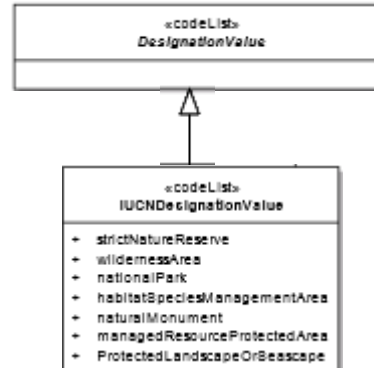 «codeList»
DesignationValue
«codeList»
IUCNDesignationValue
+ strictNatureReserve
+ wildernessArea
+ nationalPark
+ habitatSpeciesManagementArea
+ naturalMonument
+ managedResourceProtectedArea
+ ProtectedLandscapeOrSeascape